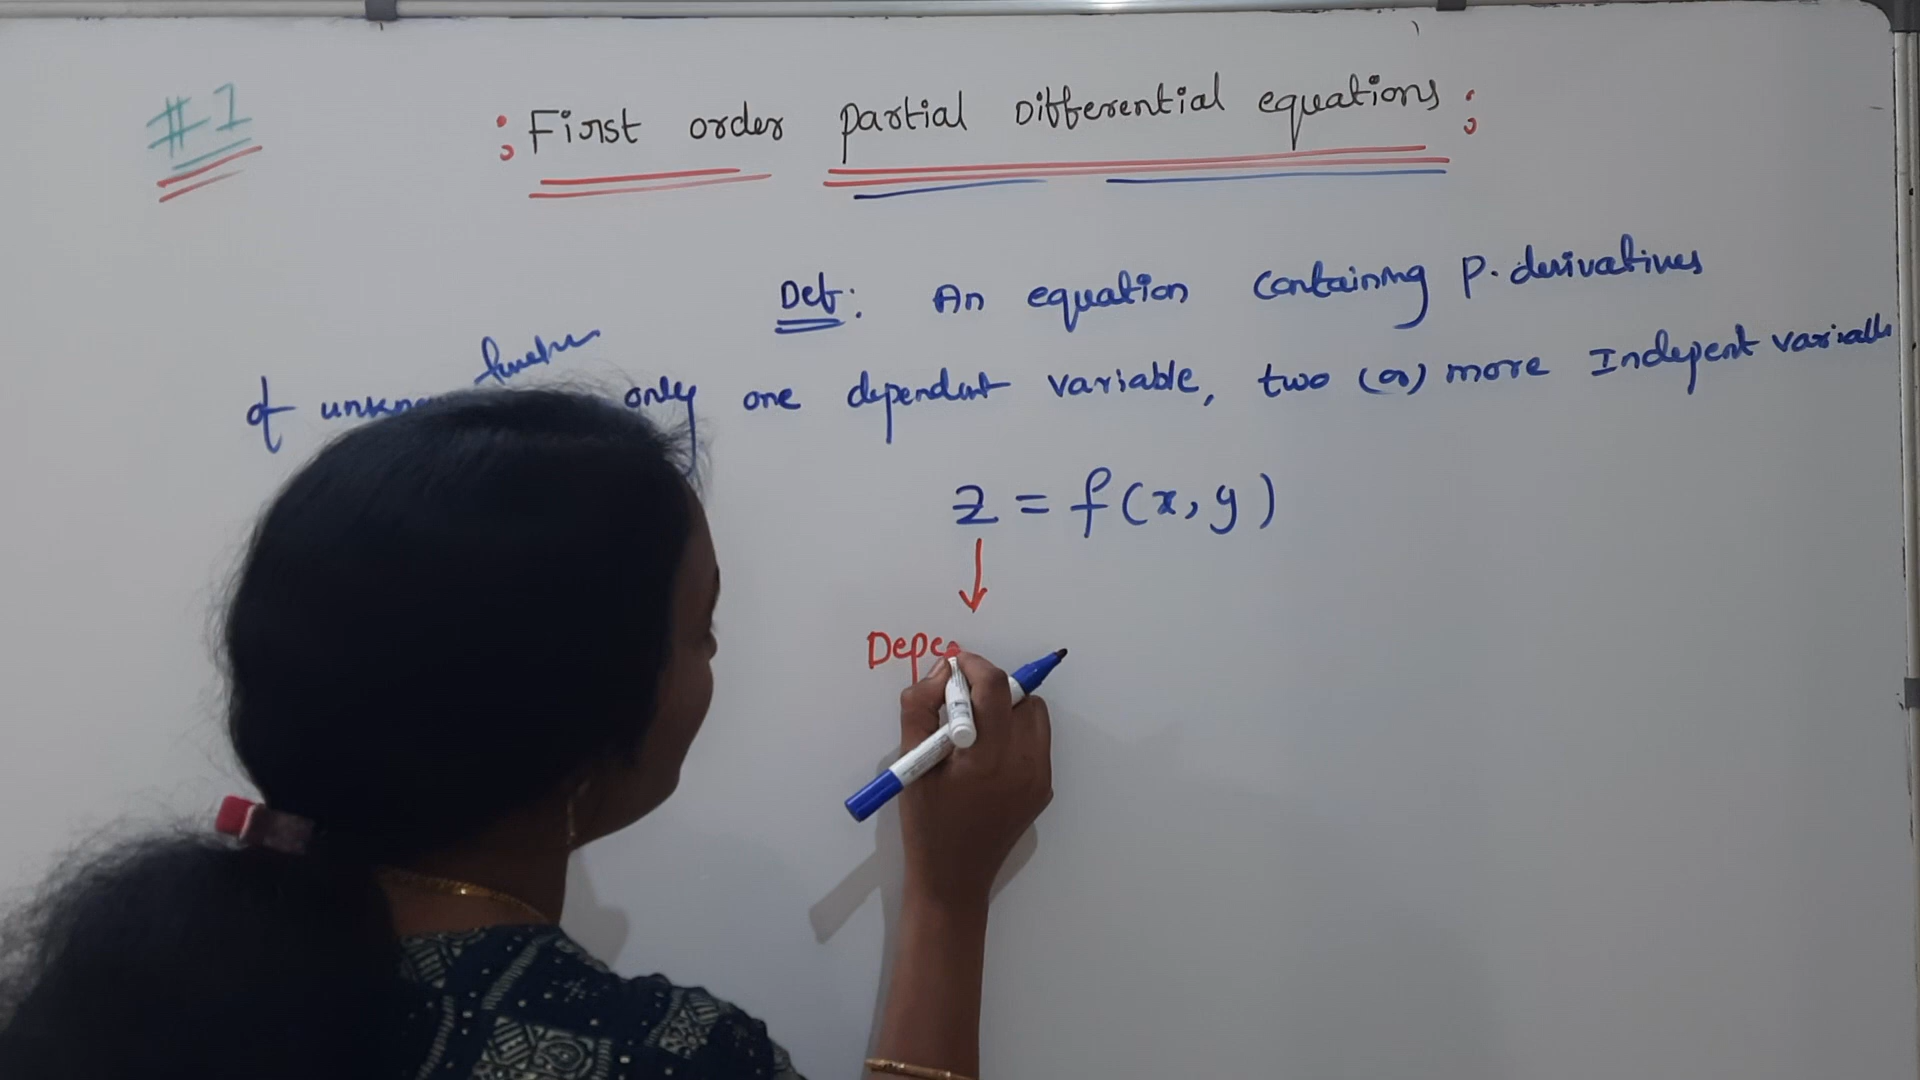 #1
: First order partial Differential equations :
Def: An equation containing P. derivatives
of only one dependent variable, two (or) more Indepent variable
z = f(x, y)
Depe